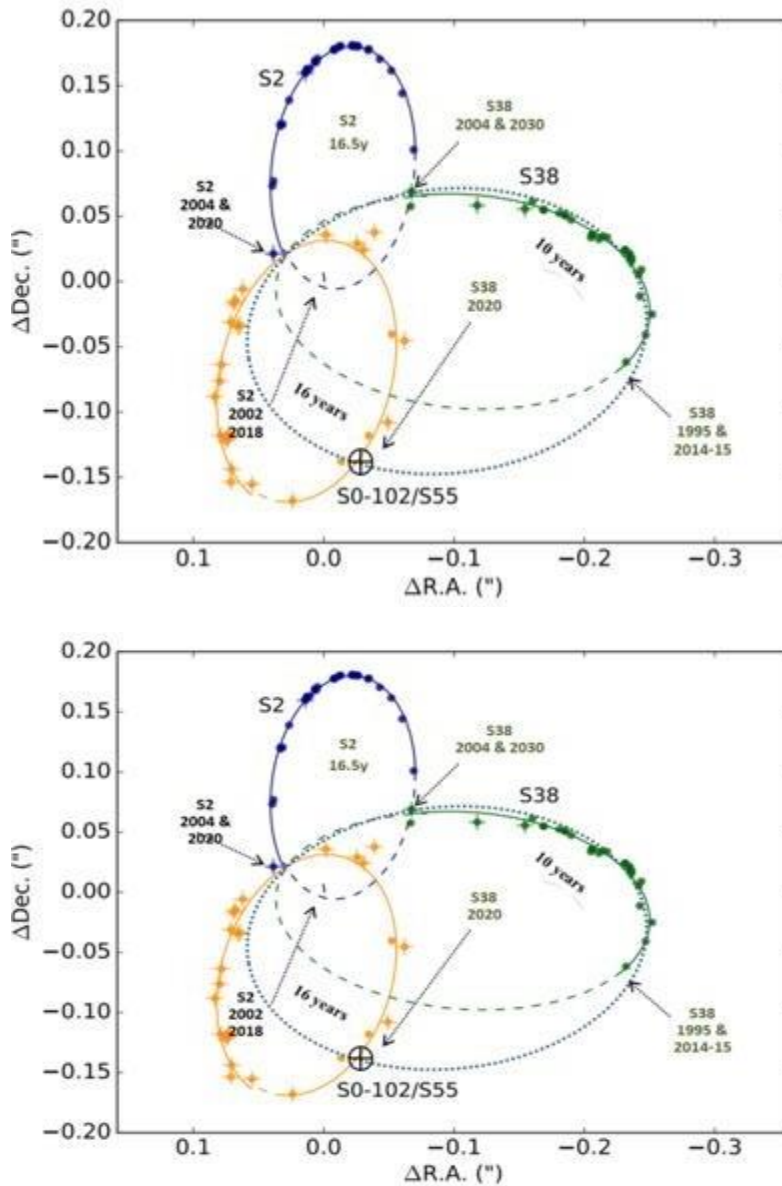 0.20
0.15
0.10
0.05
0.00
−0.05
−0.10
−0.15
−0.20
ΔDec. (")
S2
S2
16.5y
S38
2004 & 2030
S38
S2
2004 &
2020
10 years
S38
2020
16 years
S2
2002
2018
S38
1995 &
2014-15
S0-102/S55
0.1
0.0
−0.1
−0.2
−0.3
ΔR.A. (")
0.20
0.15
0.10
0.05
0.00
−0.05
−0.10
−0.15
−0.20
ΔDec. (")
S2
S2
16.5y
S38
2004 & 2030
S38
S2
2004 &
2020
10 years
S38
2020
16 years
S2
2002
2018
S38
1995 &
2014-15
S0-102/S55
0.1
0.0
−0.1
−0.2
−0.3
ΔR.A. (")